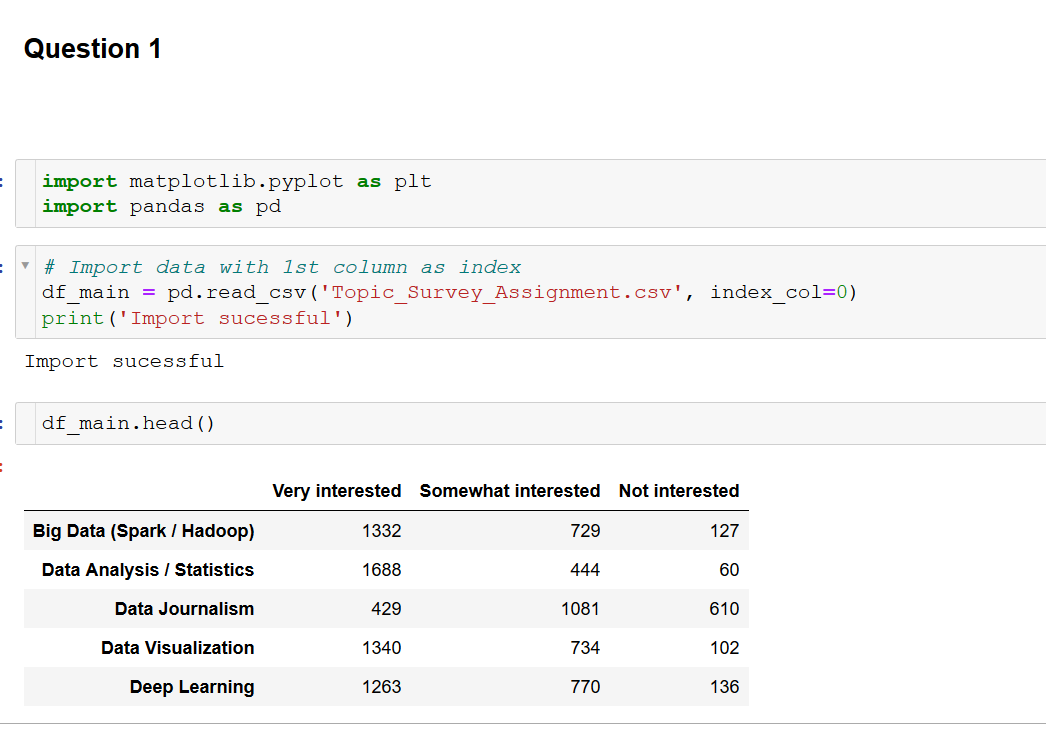 Question 1
import matplotlib.pyplot as plt
import pandas as pd
# Import data with 1st column as index
df_main = pd.read_csv('Topic_Survey_Assignment.csv', index_col=0)
print('Import sucessful')
Import sucessful
df_main.head()
Very interested Somewhat interested Not interested
Big Data (Spark / Hadoop) 1332 729 127
Data Analysis / Statistics 1688 444 60
Data Journalism 429 1081 610
Data Visualization 1340 734 102
Deep Learning 1263 770 136